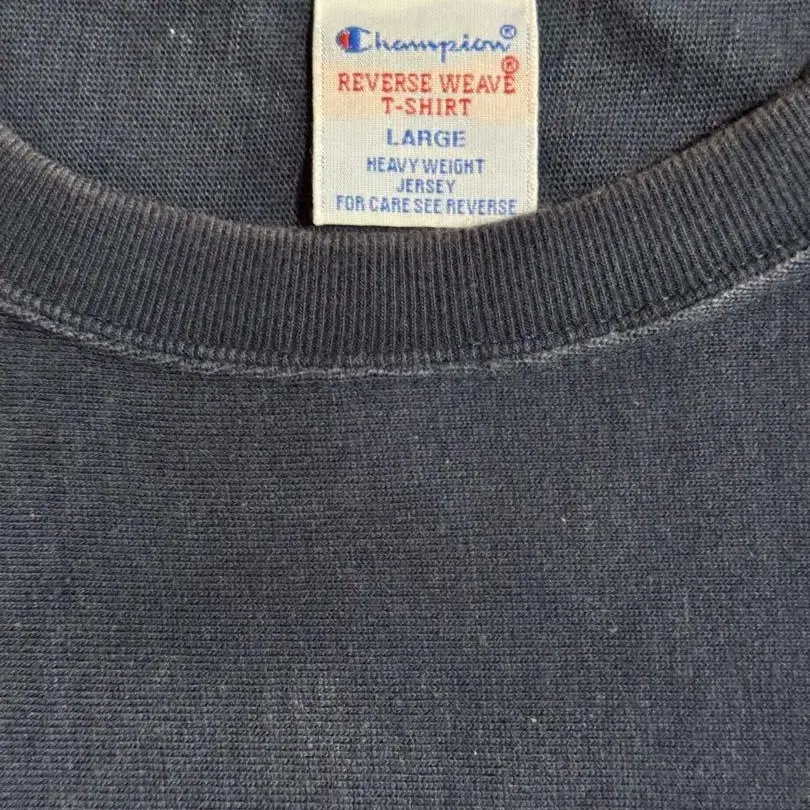 Champion®
REVERSE WEAVE®
T-SHIRT
LARGE
HEAVY WEIGHT
JERSEY
FOR CARE SEE REVERSE